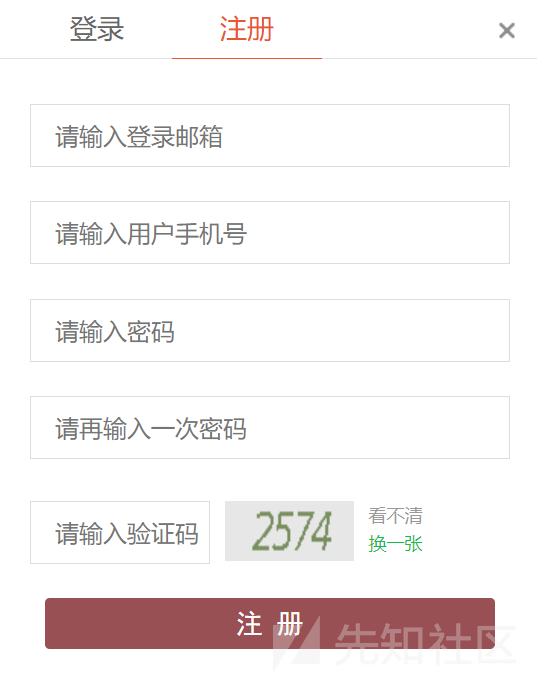 登录 注册
请输入登录邮箱
请输入用户手机号
请输入密码
请再输入一次密码
请输入验证码 2574 看不清
换一张
注 册
先知社区